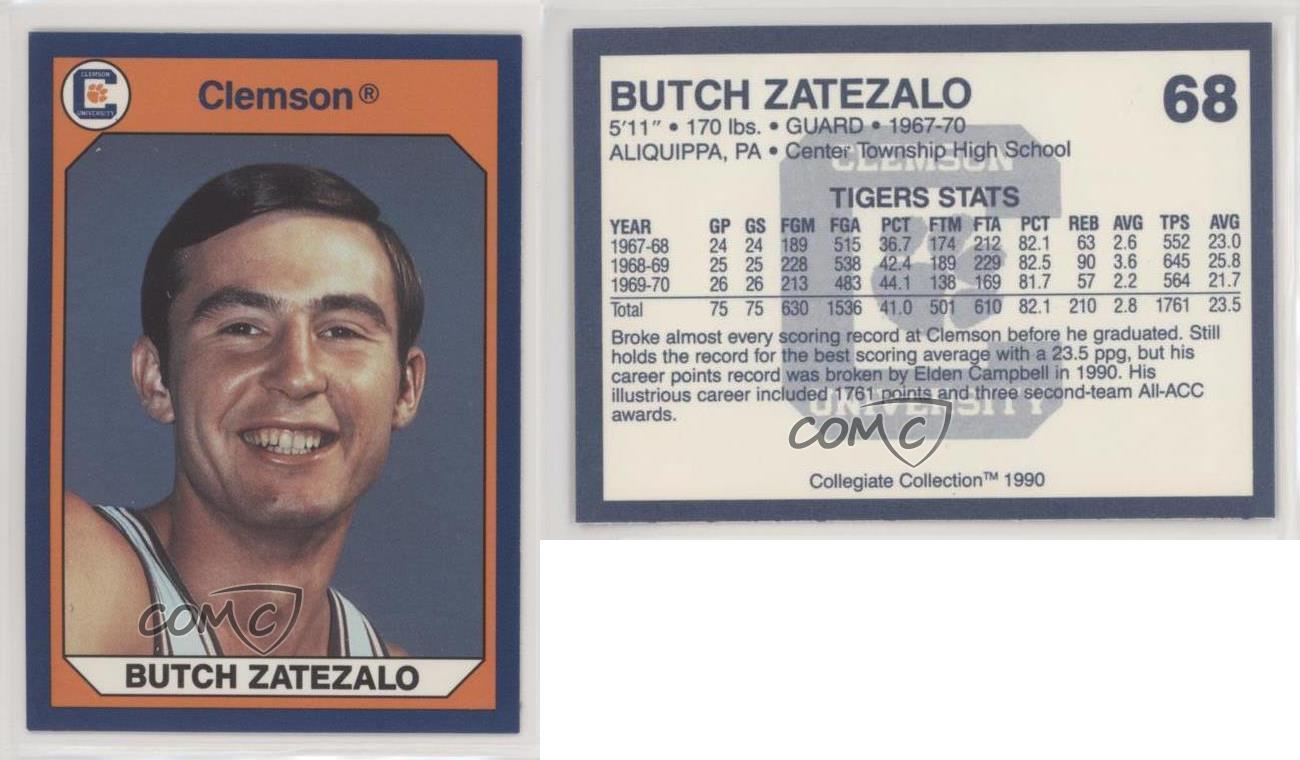 CLEMSON
UNIVERSITY
Clemson®
COMC
BUTCH ZATEZALO
BUTCH ZATEZALO 68
5'11" • 170 lbs. • GUARD • 1967-70
ALIQUIPPA, PA • Center Township High School
CLEMSON
TIGERS STATS
YEAR GP GS FGM FGA PCT FTM FTA PCT REB AVG TPS AVG
1967-68 24 24 189 515 36.7 174 212 82.1 63 2.6 552 23.0
1968-69 25 25 228 538 42.4 189 229 82.5 90 3.6 645 25.8
1969-70 26 26 213 483 44.1 138 169 81.7 57 2.2 564 21.7
Total 75 75 630 1536 41.0 501 610 82.1 210 2.8 1761 23.5
Broke almost every scoring record at Clemson before he graduated. Still
holds the record for the best scoring average with a 23.5 ppg, but his
career points record was broken by Elden Campbell in 1990. His
illustrious career included 1761 points and three second-team All-ACC
awards.
UNIVERSITY
COMC
Collegiate Collection™ 1990